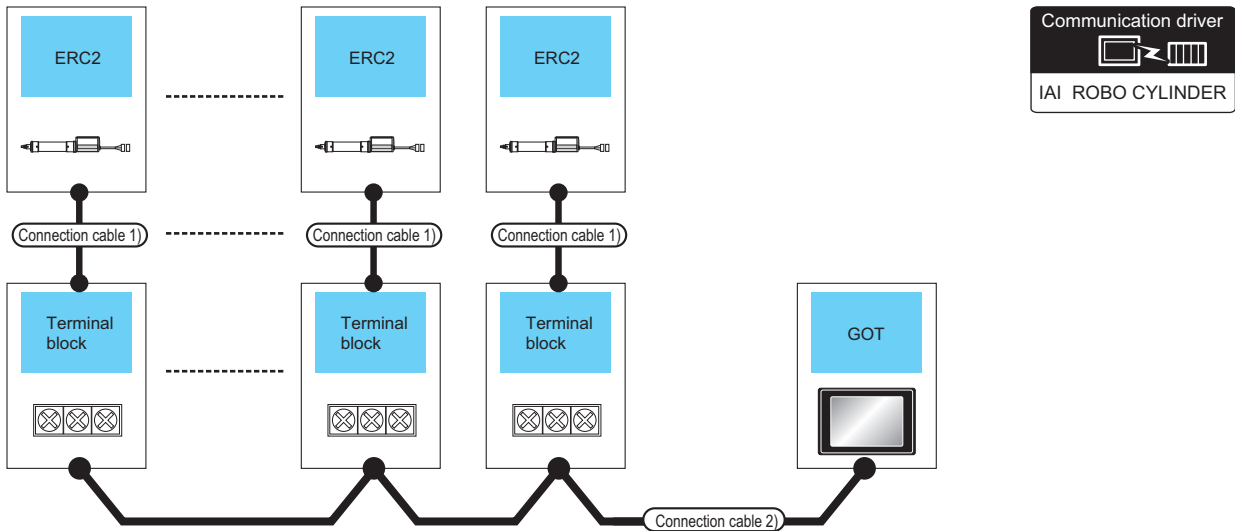 ERC2
ERC2
ERC2
Communication driver
IAI ROBO CYLINDER
Connection cable 1)
Connection cable 1)
Connection cable 1)
Terminal
block
Terminal
block
Terminal
block
GOT
Connection cable 2)